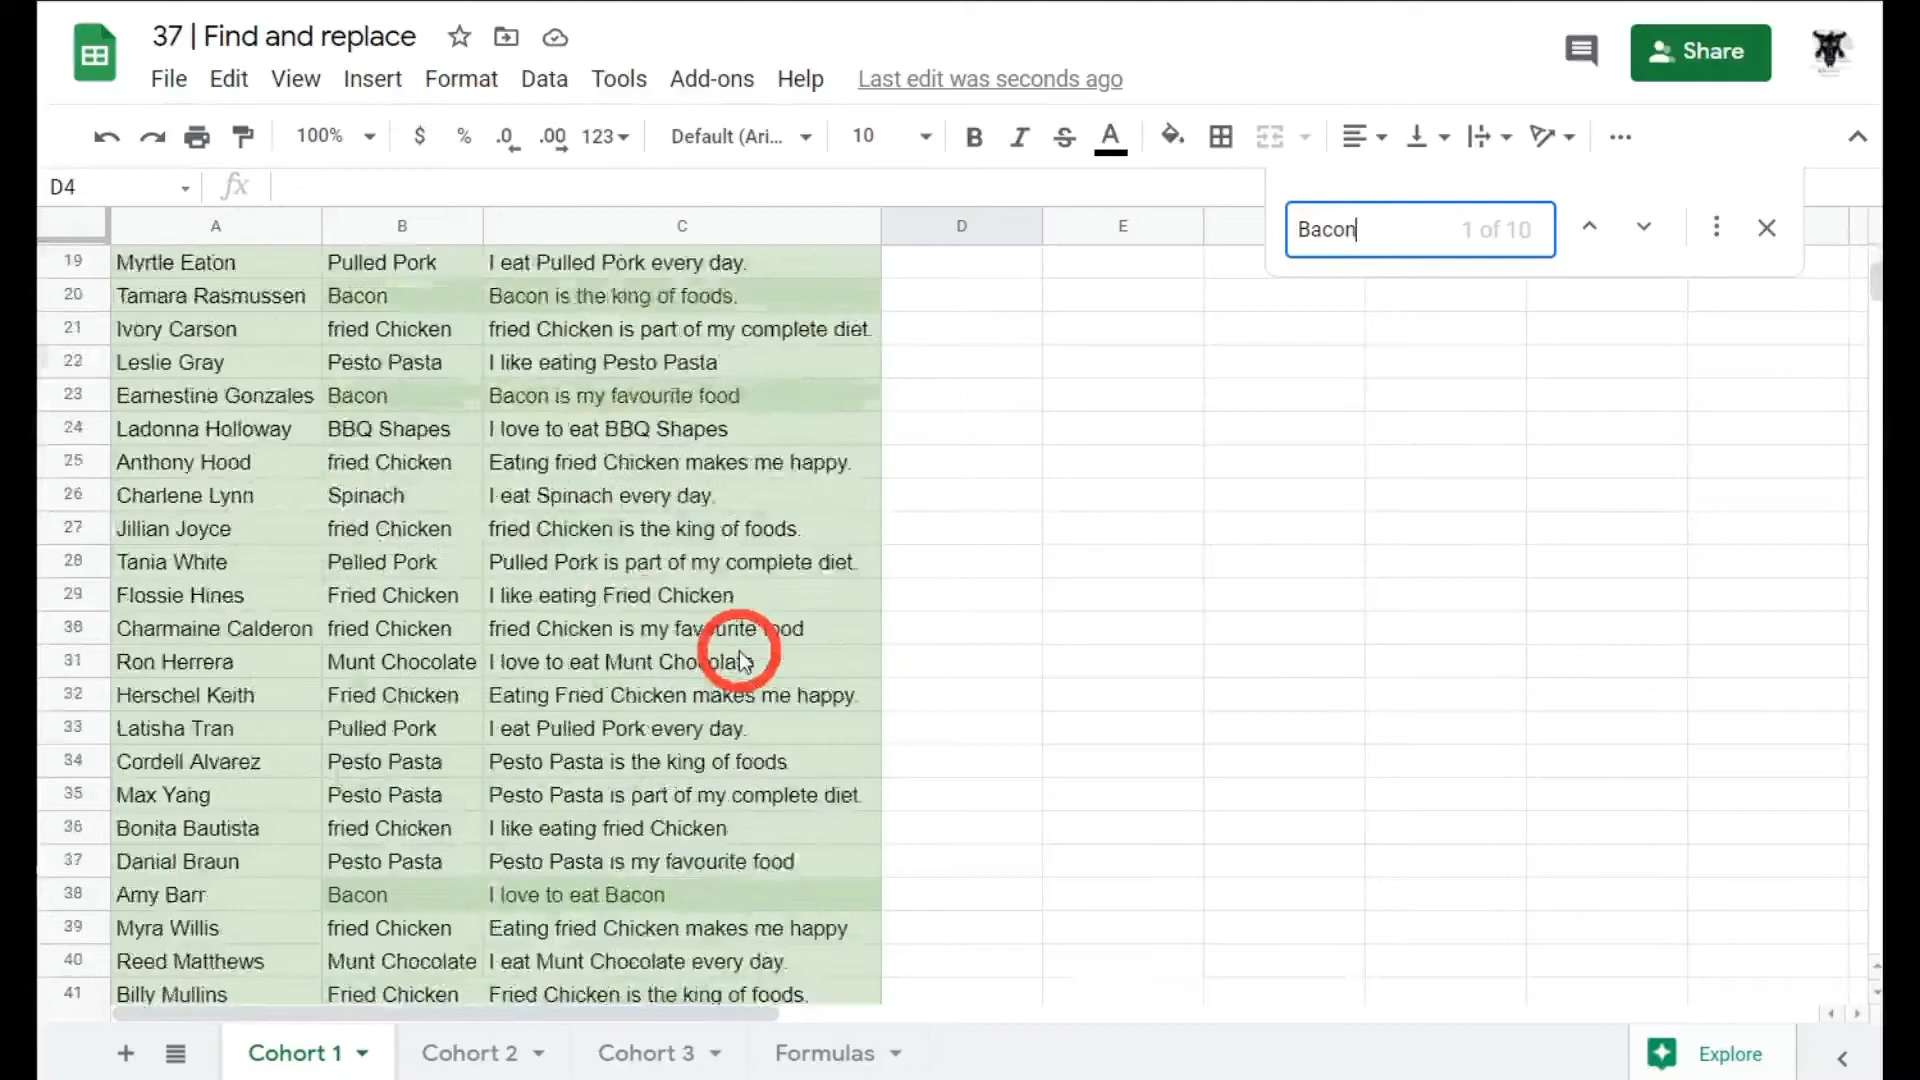 37 | Find and replace
File Edit View Insert Format Data Tools Add-ons Help Last edit was seconds ago
Share
100% $ % .0 .00 123 Default (Ari... 10 B I S A
D4 fx
Bacon 1 of 10
A B C D E
19 Myrtle Eaton Pulled Pork I eat Pulled Pork every day.
20 Tamara Rasmussen Bacon Bacon is the king of foods.
21 Ivory Carson fried Chicken fried Chicken is part of my complete diet.
22 Leslie Gray Pesto Pasta I like eating Pesto Pasta
23 Earnestine Gonzales Bacon Bacon is my favourite food
24 Ladonna Holloway BBQ Shapes I love to eat BBQ Shapes
25 Anthony Hood fried Chicken Eating fried Chicken makes me happy.
26 Charlene Lynn Spinach I eat Spinach every day.
27 Jillian Joyce fried Chicken fried Chicken is the king of foods.
28 Tania White Pelled Pork Pulled Pork is part of my complete diet.
29 Flossie Hines Fried Chicken I like eating Fried Chicken
30 Charmaine Calderon fried Chicken fried Chicken is my favourite food
31 Ron Herrera Munt Chocolate I love to eat Munt Chocolate
32 Herschel Keith Fried Chicken Eating Fried Chicken makes me happy.
33 Latisha Tran Pulled Pork I eat Pulled Pork every day.
34 Cordell Alvarez Pesto Pasta Pesto Pasta is the king of foods
35 Max Yang Pesto Pasta Pesto Pasta is part of my complete diet.
36 Bonita Bautista fried Chicken I like eating fried Chicken
37 Danial Braun Pesto Pasta Pesto Pasta is my favourite food
38 Amy Barr Bacon I love to eat Bacon
39 Myra Willis fried Chicken Eating fried Chicken makes me happy
40 Reed Matthews Munt Chocolate I eat Munt Chocolate every day.
41 Billy Mullins Fried Chicken Fried Chicken is the king of foods.
Cohort 1 Cohort 2 Cohort 3 Formulas Explore